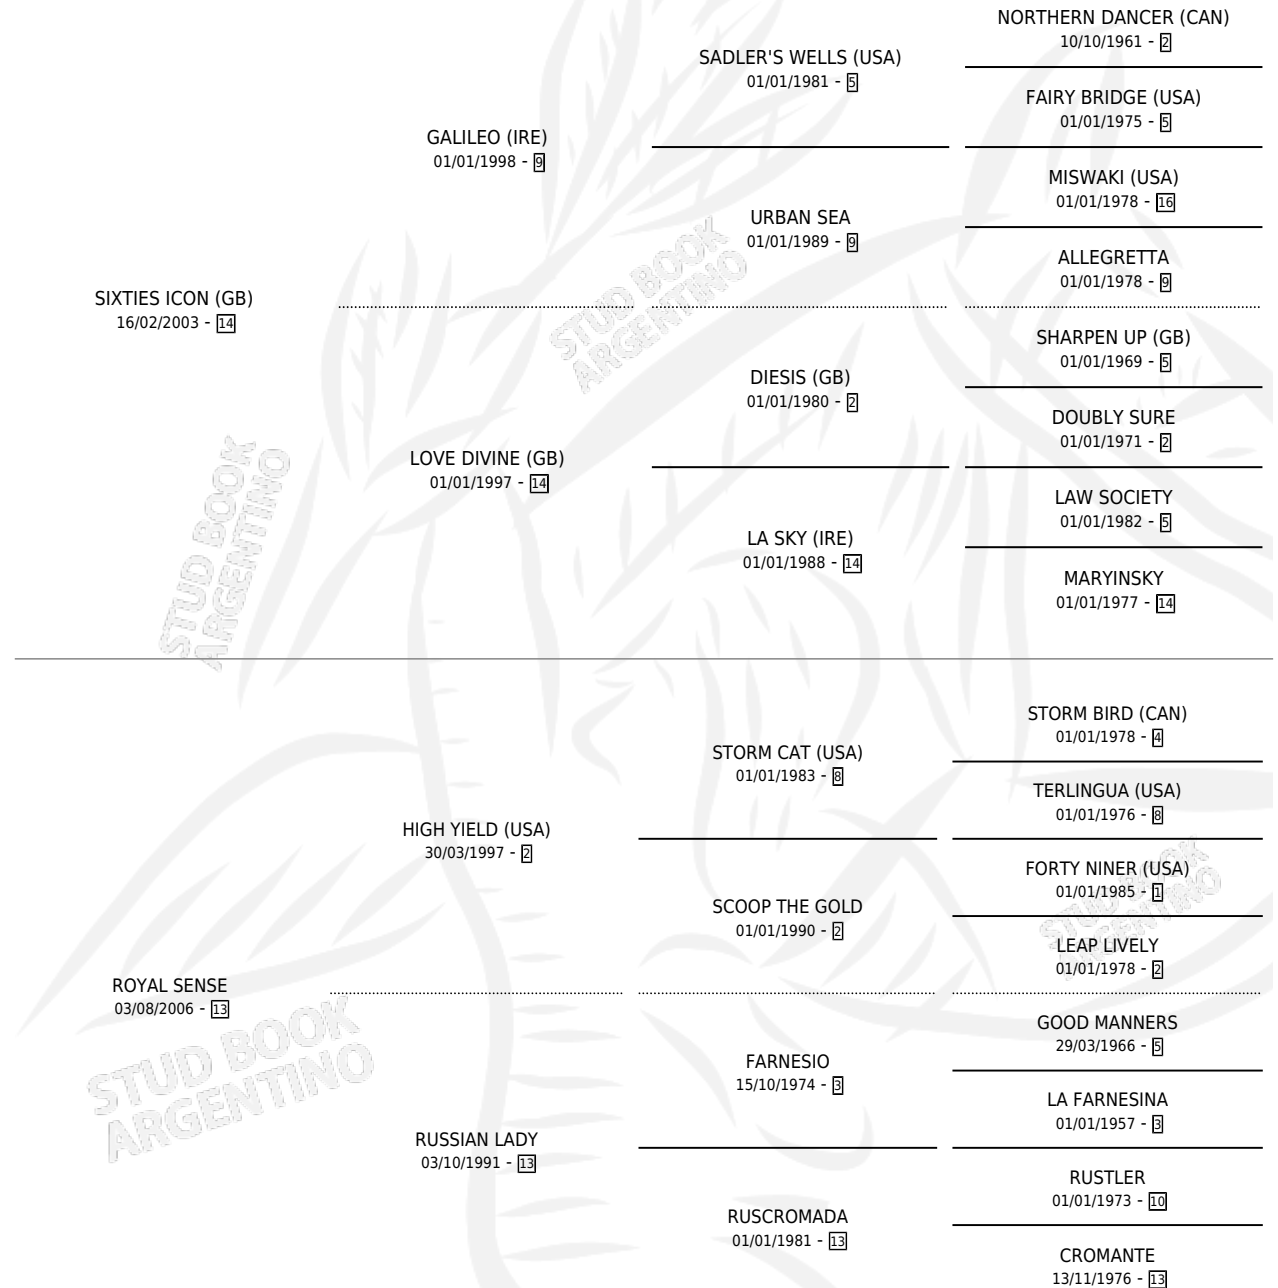 NORTHERN DANCER (CAN)
10/10/1961 - 2
SADLER'S WELLS (USA)
01/01/1981 - 5
FAIRY BRIDGE (USA)
01/01/1975 - 5
GALILEO (IRE)
01/01/1998 - 9
MISWAKI (USA)
01/01/1978 - 16
URBAN SEA
01/01/1989 - 9
ALLEGRETTA
01/01/1978 - 9
STUD BOOK
ARGENTINO
SIXTIES ICON (GB)
16/02/2003 - 14
SHARPEN UP (GB)
01/01/1969 - 5
DIESIS (GB)
01/01/1980 - 2
DOUBLY SURE
01/01/1971 - 2
LOVE DIVINE (GB)
01/01/1997 - 14
LAW SOCIETY
01/01/1982 - 5
LA SKY (IRE)
01/01/1988 - 14
MARYINSKY
01/01/1977 - 14
STUD BOOK
ARGENTINO
STORM BIRD (CAN)
01/01/1978 - 4
STORM CAT (USA)
01/01/1983 - 8
TERLINGUA (USA)
01/01/1976 - 8
HIGH YIELD (USA)
30/03/1997 - 2
FORTY NINER (USA)
01/01/1985 - 1
SCOOP THE GOLD
01/01/1990 - 2
STUD BOOK
ARGENTINO
LEAP LIVELY
01/01/1978 - 2
ROYAL SENSE
03/08/2006 - 13
STUD BOOK
ARGENTINO
GOOD MANNERS
29/03/1966 - 5
FARNESIO
15/10/1974 - 3
LA FARNESINA
01/01/1957 - 3
RUSSIAN LADY
03/10/1991 - 13
RUSTLER
01/01/1973 - 10
RUSCROMADA
01/01/1981 - 13
CROMANTE
13/11/1976 - 13